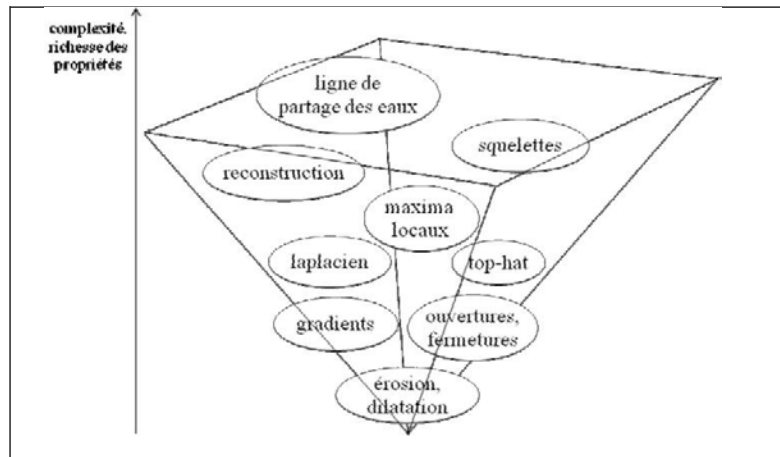 complexité.
richesse des
propriétés
ligne de
partage des eaux
squelettes
reconstruction
maxima
locaux
laplacien
top-hat
gradients
ouvertures,
fermetures
érosion,
dilatation